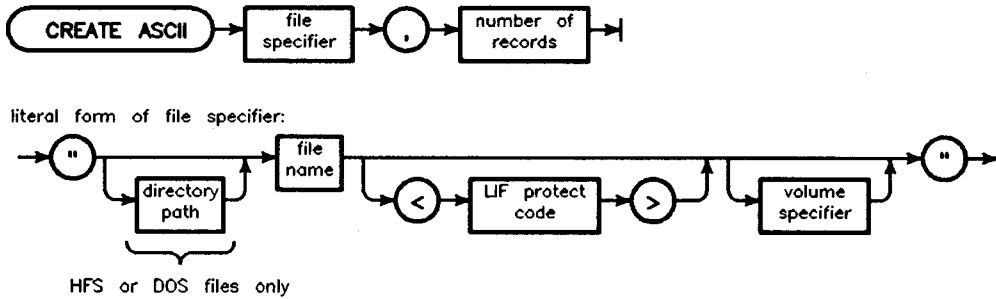 CREATE ASCII
file specifier
,
number of records
literal form of file specifier:
"
directory path
file name
<
LIF protect code
>
volume specifier
"
HFS or DOS files only